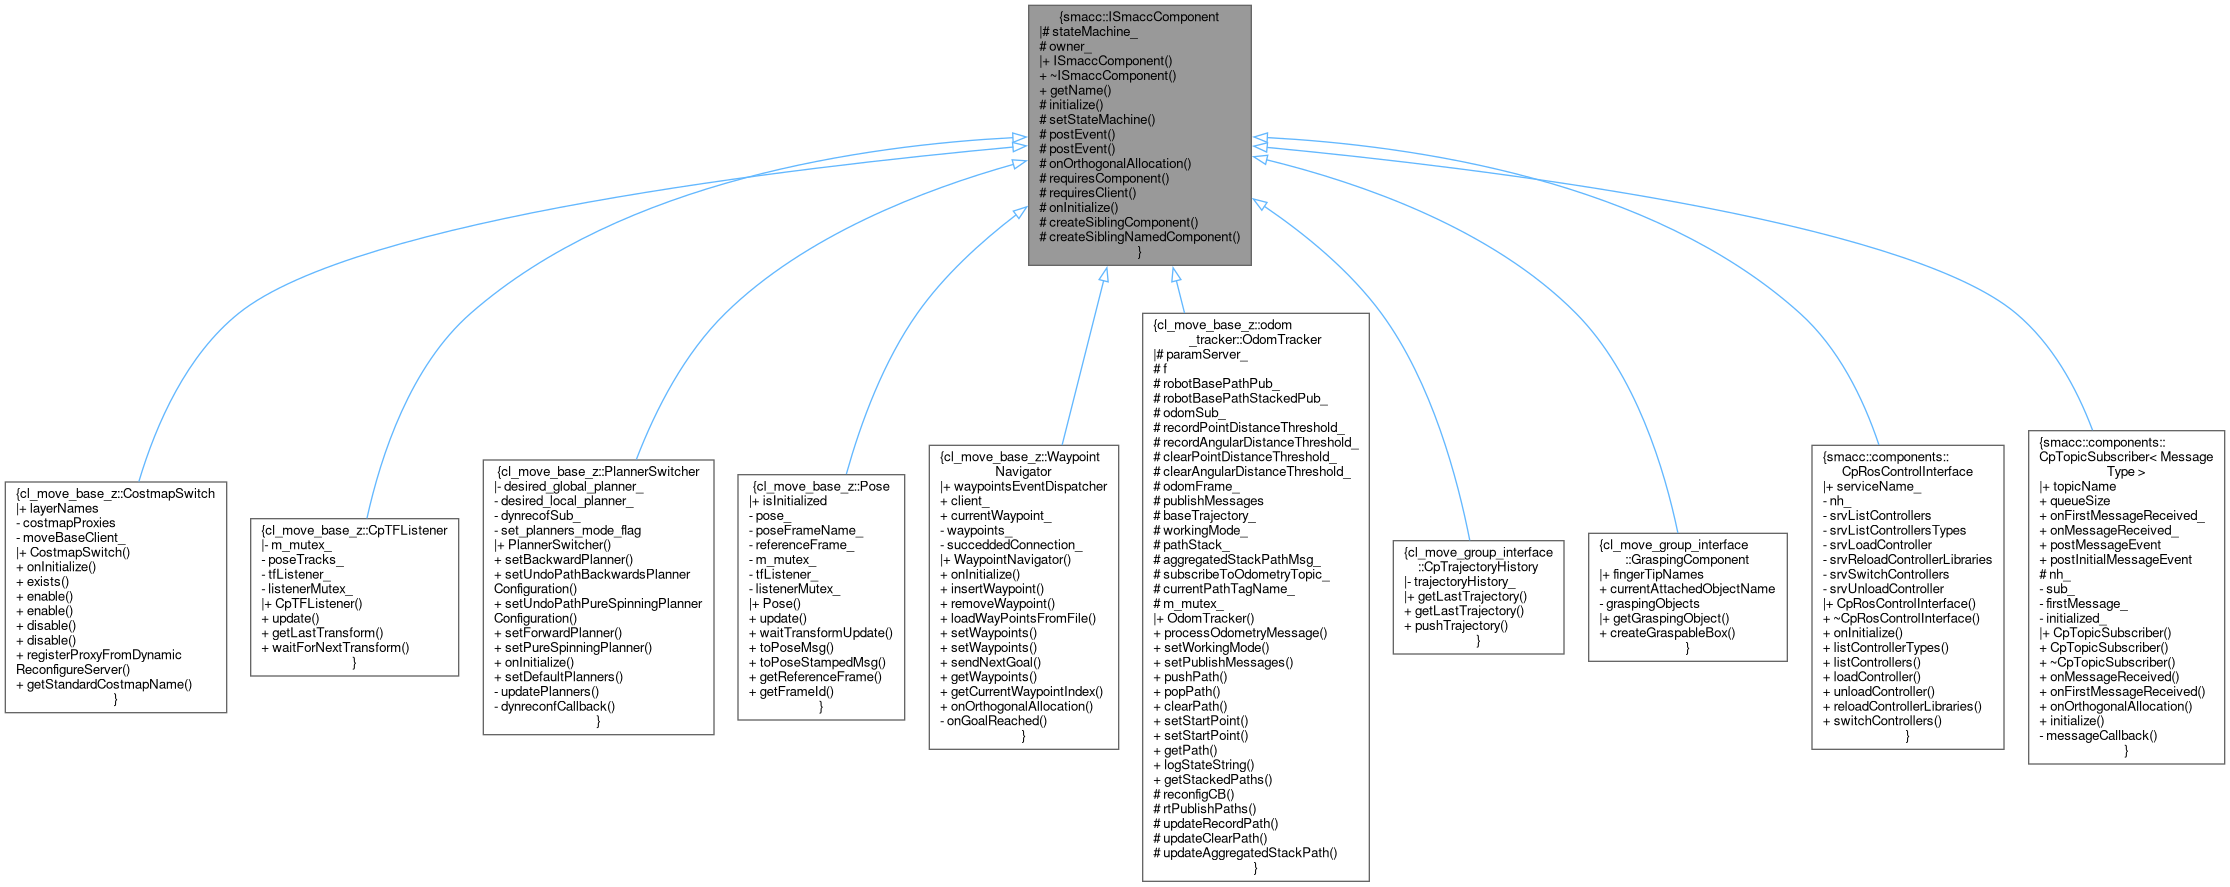 {smacc::ISmaccComponent
|# stateMachine_
# owner_
|+ ISmaccComponent()
+ ~ISmaccComponent()
+ getName()
# initialize()
# setStateMachine()
# postEvent()
# postEvent()
# onOrthogonalAllocation()
# requiresComponent()
# requiresClient()
# onInitialize()
# createSiblingComponent()
# createSiblingNamedComponent()
}
{cl_move_base_z::CostmapSwitch
|+ layerNames
- costmapProxies
- moveBaseClient_
|+ CostmapSwitch()
+ onInitialize()
+ exists()
+ enable()
+ enable()
+ disable()
+ disable()
+ registerProxyFromDynamic
ReconfigureServer()
+ getStandardCostmapName()
}
{cl_move_base_z::CpTFListener
|- m_mutex_
- poseTracks_
- tfListener_
- listenerMutex_
|+ CpTFListener()
+ update()
+ getLastTransform()
+ waitForNextTransform()
}
{cl_move_base_z::PlannerSwitcher
|- desired_global_planner_
- desired_local_planner_
- dynrecofSub_
- set_planners_mode_flag
|+ PlannerSwitcher()
+ setBackwardPlanner()
+ setUndoPathBackwardsPlanner
Configuration()
+ setUndoPathPureSpinningPlanner
Configuration()
+ setForwardPlanner()
+ setPureSpinningPlanner()
+ onInitialize()
+ setDefaultPlanners()
- updatePlanners()
- dynreconfCallback()
}
{cl_move_base_z::Pose
|+ isInitialized
- pose_
- poseFrameName_
- referenceFrame_
- m_mutex_
- tfListener_
- listenerMutex_
|+ Pose()
+ update()
+ waitTransformUpdate()
+ toPoseMsg()
+ toPoseStampedMsg()
+ getReferenceFrame()
+ getFrameId()
}
{cl_move_base_z::Waypoint
Navigator
|+ waypointsEventDispatcher
+ client_
+ currentWaypoint_
- waypoints_
- succeddedConnection_
|+ WaypointNavigator()
+ onInitialize()
+ insertWaypoint()
+ removeWaypoint()
+ loadWayPointsFromFile()
+ setWaypoints()
+ setWaypoints()
+ sendNextGoal()
+ getWaypoints()
+ getCurrentWaypointIndex()
+ onOrthogonalAllocation()
- onGoalReached()
}
{cl_move_base_z::odom
_tracker::OdomTracker
|# paramServer_
# f
# robotBasePathPub_
# robotBasePathStackedPub_
# odomSub_
# recordPointDistanceThreshold_
# recordAngularDistanceThreshold_
# clearPointDistanceThreshold_
# clearAngularDistanceThreshold_
# odomFrame_
# publishMessages
# baseTrajectory_
# workingMode_
# pathStack_
# aggregatedStackPathMsg_
# subscribeToOdometryTopic_
# currentPathTagName_
# m_mutex_
|+ OdomTracker()
+ processOdometryMessage()
+ setWorkingMode()
+ setPublishMessages()
+ pushPath()
+ popPath()
+ clearPath()
+ setStartPoint()
+ setStartPoint()
+ getPath()
+ logStateString()
+ getStackedPaths()
# reconfigCB()
# rtPublishPaths()
# updateRecordPath()
# updateClearPath()
# updateAggregatedStackPath()
}
{cl_move_group_interface
::CpTrajectoryHistory
|- trajectoryHistory_
|+ getLastTrajectory()
+ getLastTrajectory()
+ pushTrajectory()
}
{cl_move_group_interface
::GraspingComponent
|+ fingerTipNames
+ currentAttachedObjectName
- graspingObjects
|+ getGraspingObject()
+ createGraspableBox()
}
{smacc::components::
CpRosControlInterface
|+ serviceName_
- nh_
- srvListControllers
- srvListControllersTypes
- srvLoadController
- srvReloadControllerLibraries
- srvSwitchControllers
- srvUnloadController
|+ CpRosControlInterface()
+ ~CpRosControlInterface()
+ onInitialize()
+ listControllerTypes()
+ listControllers()
+ loadController()
+ unloadController()
+ reloadControllerLibraries()
+ switchControllers()
}
{smacc::components::
CpTopicSubscriber< Message
Type >
|+ topicName
+ queueSize
+ onFirstMessageReceived_
+ onMessageReceived_
+ postMessageEvent
+ postInitialMessageEvent
# nh_
- sub_
- firstMessage_
- initialized_
|+ CpTopicSubscriber()
+ CpTopicSubscriber()
+ ~CpTopicSubscriber()
+ onMessageReceived()
+ onFirstMessageReceived()
+ onOrthogonalAllocation()
+ initialize()
- messageCallback()
}